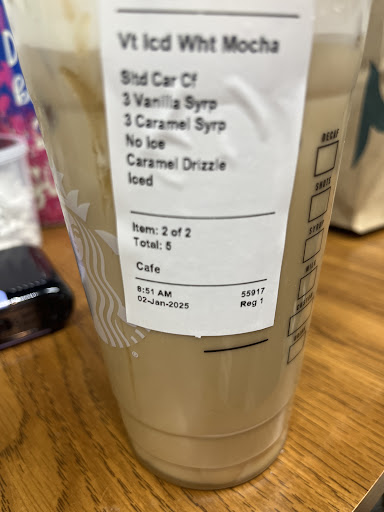 Vt Icd Wht Mocha
Sltd Car Cf
3 Vanilla Syrp
3 Caramel Syrp
No Ice
Caramel Drizzle
Iced
Item: 2 of 2
Total: 5
Cafe
8:51 AM 55917
02-Jan-2025 Reg 1
DECAF
SHOTS
SYRUP
MILK